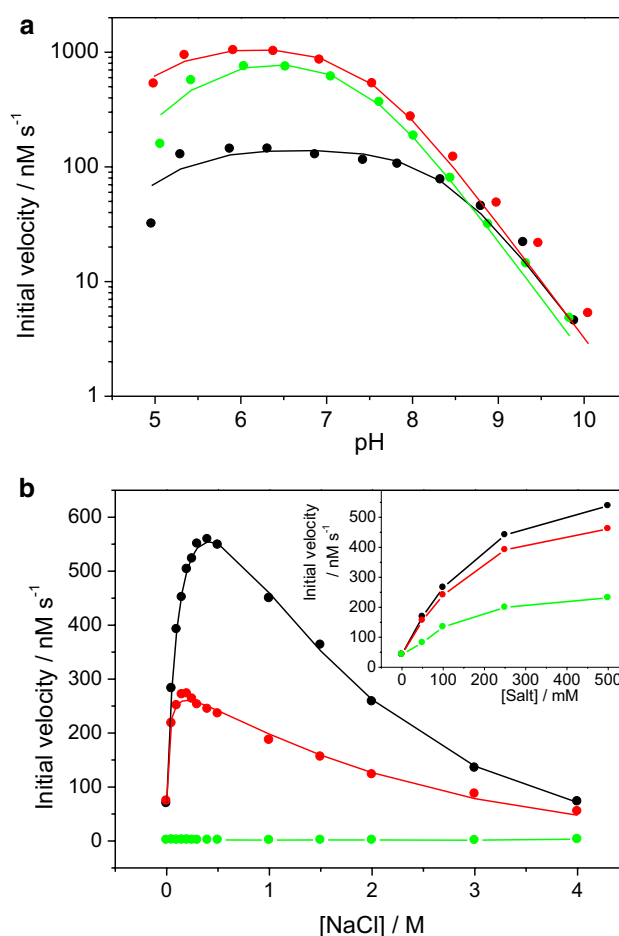 a
1000
100
10
1
Initial velocity / nM s⁻¹
5 6 7 8 9 10
pH
b
600
500
400
300
200
100
0
Initial velocity / nM s⁻¹
0 1 2 3 4
[NaCl] / M
500
400
300
200
100
0
Initial velocity
/ nM s⁻¹
0 100 200 300 400 500
[Salt] / mM